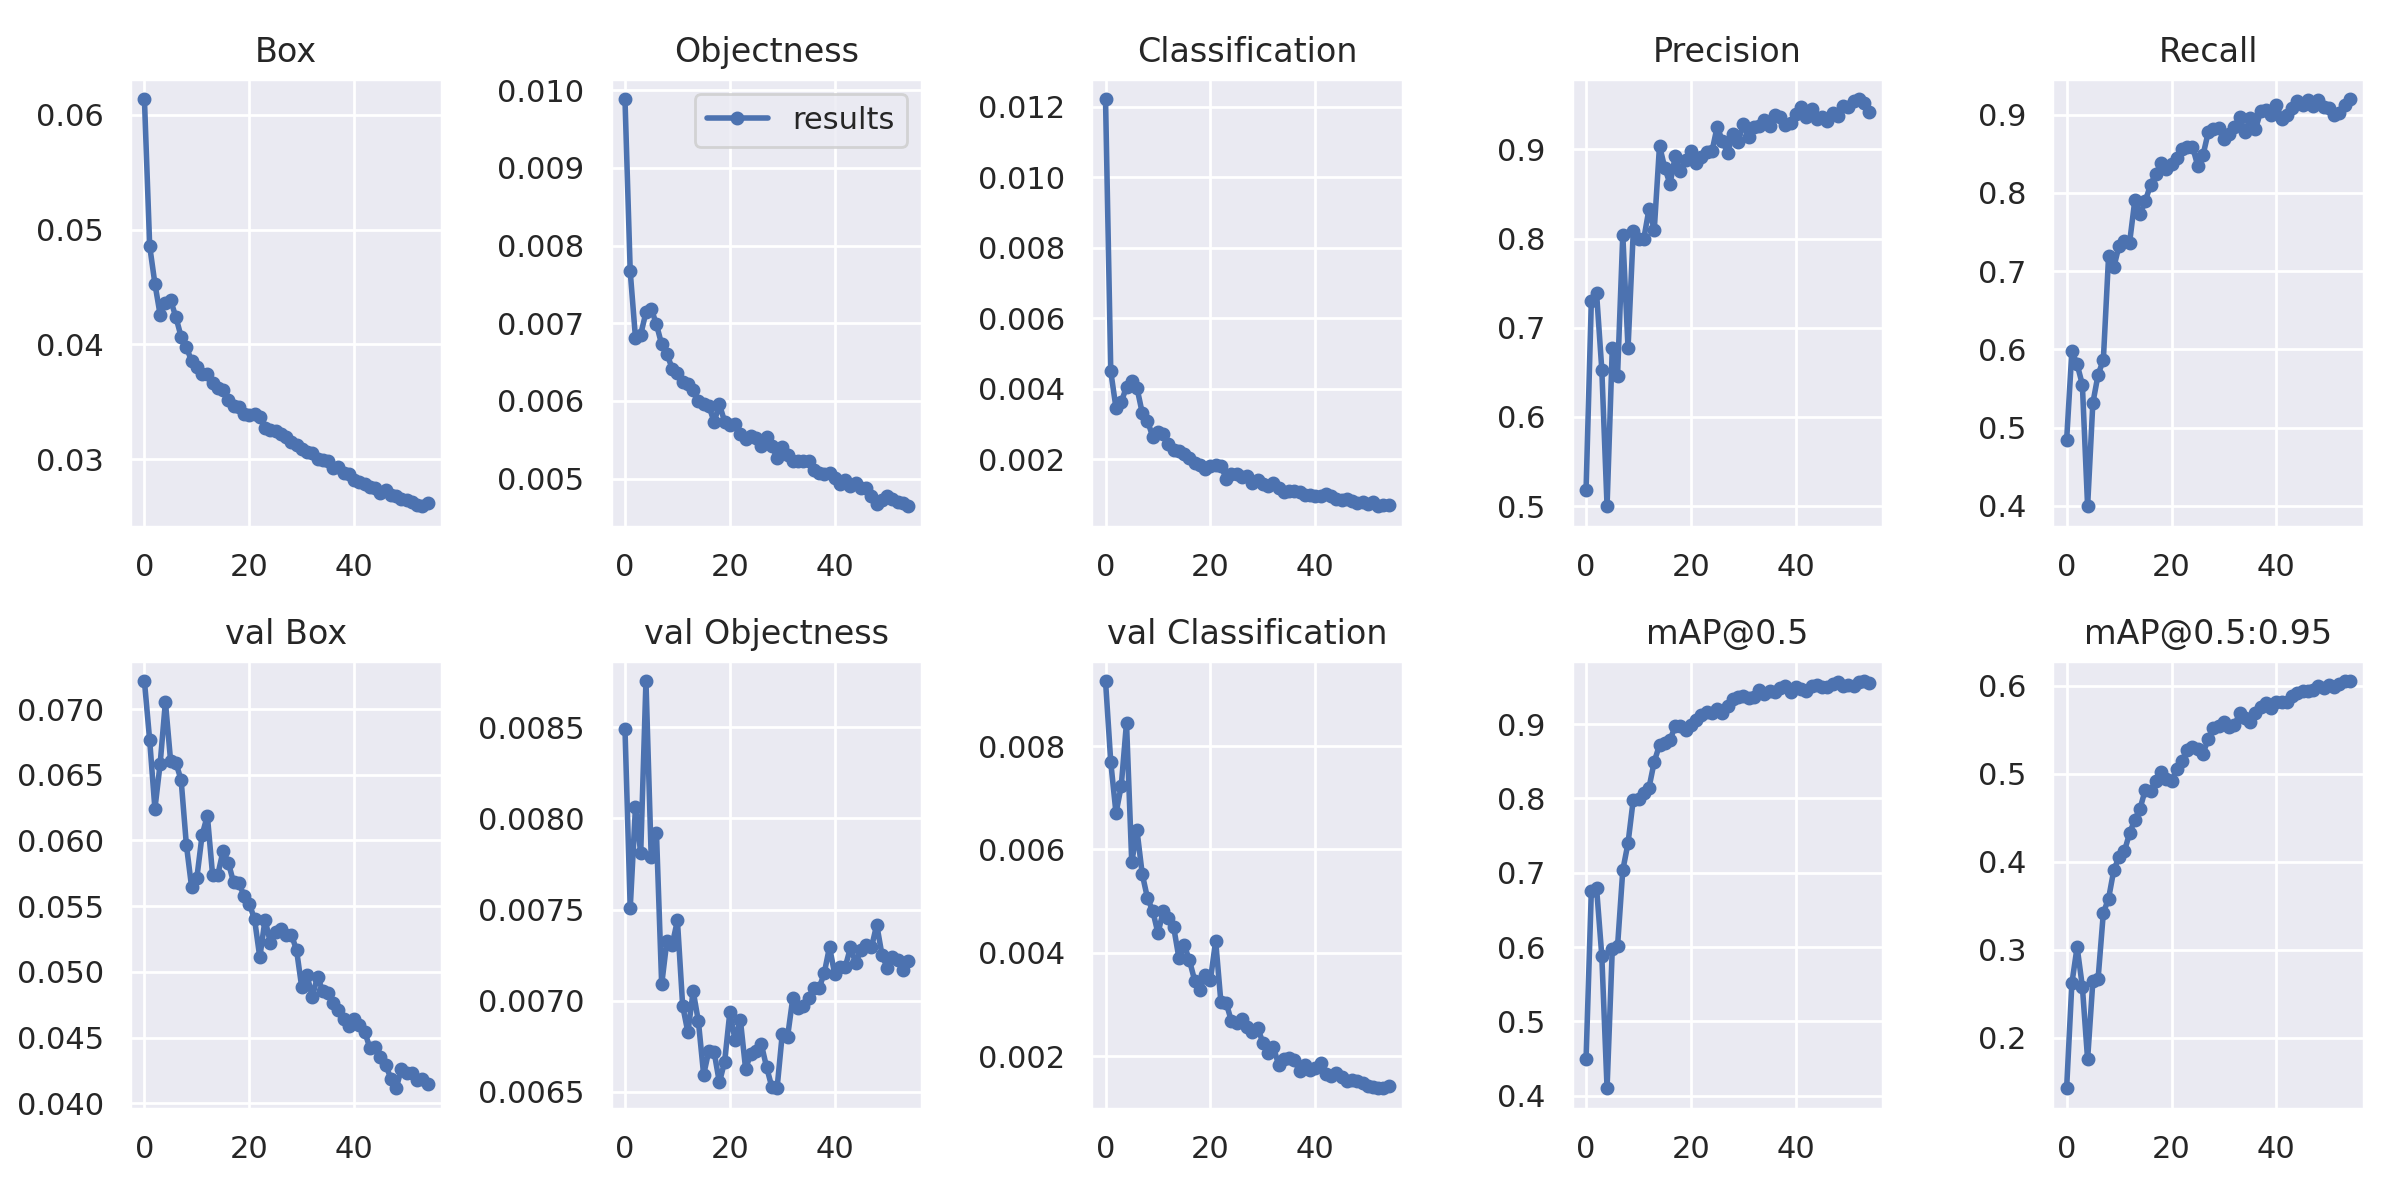 Box
Objectness
Classification
Precision
Recall
0.06
0.05
0.04
0.03
0 20 40
results
0.010
0.009
0.008
0.007
0.006
0.005
0 20 40
0.012
0.010
0.008
0.006
0.004
0.002
0 20 40
0.9
0.8
0.7
0.6
0.5
0 20 40
0.9
0.8
0.7
0.6
0.5
0.4
0 20 40
val Box
val Objectness
val Classification
mAP@0.5
mAP@0.5:0.95
0.070
0.065
0.060
0.055
0.050
0.045
0.040
0 20 40
0.0085
0.0080
0.0075
0.0070
0.0065
0 20 40
0.008
0.006
0.004
0.002
0 20 40
0.9
0.8
0.7
0.6
0.5
0.4
0 20 40
0.6
0.5
0.4
0.3
0.2
0 20 40